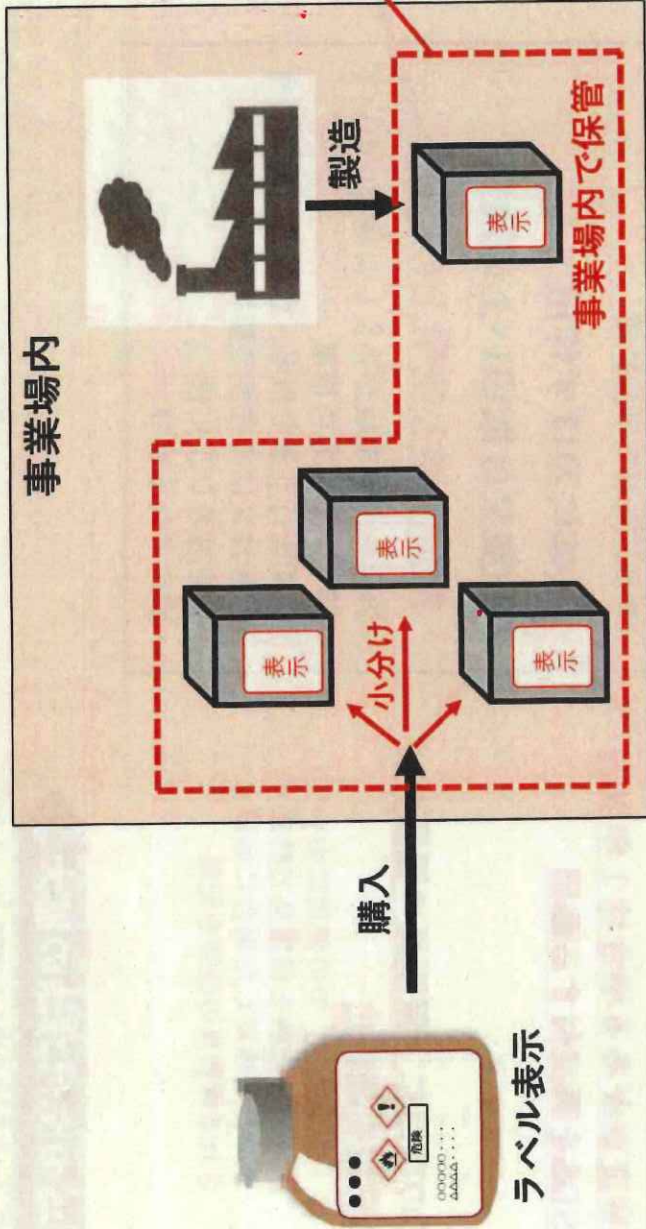 事業場内
製造
表示
表示
小分け
表示
表示
事業場内で保管
購入
●●●
危険
○○○○○・・・
△△△△・・・・
ラベル表示